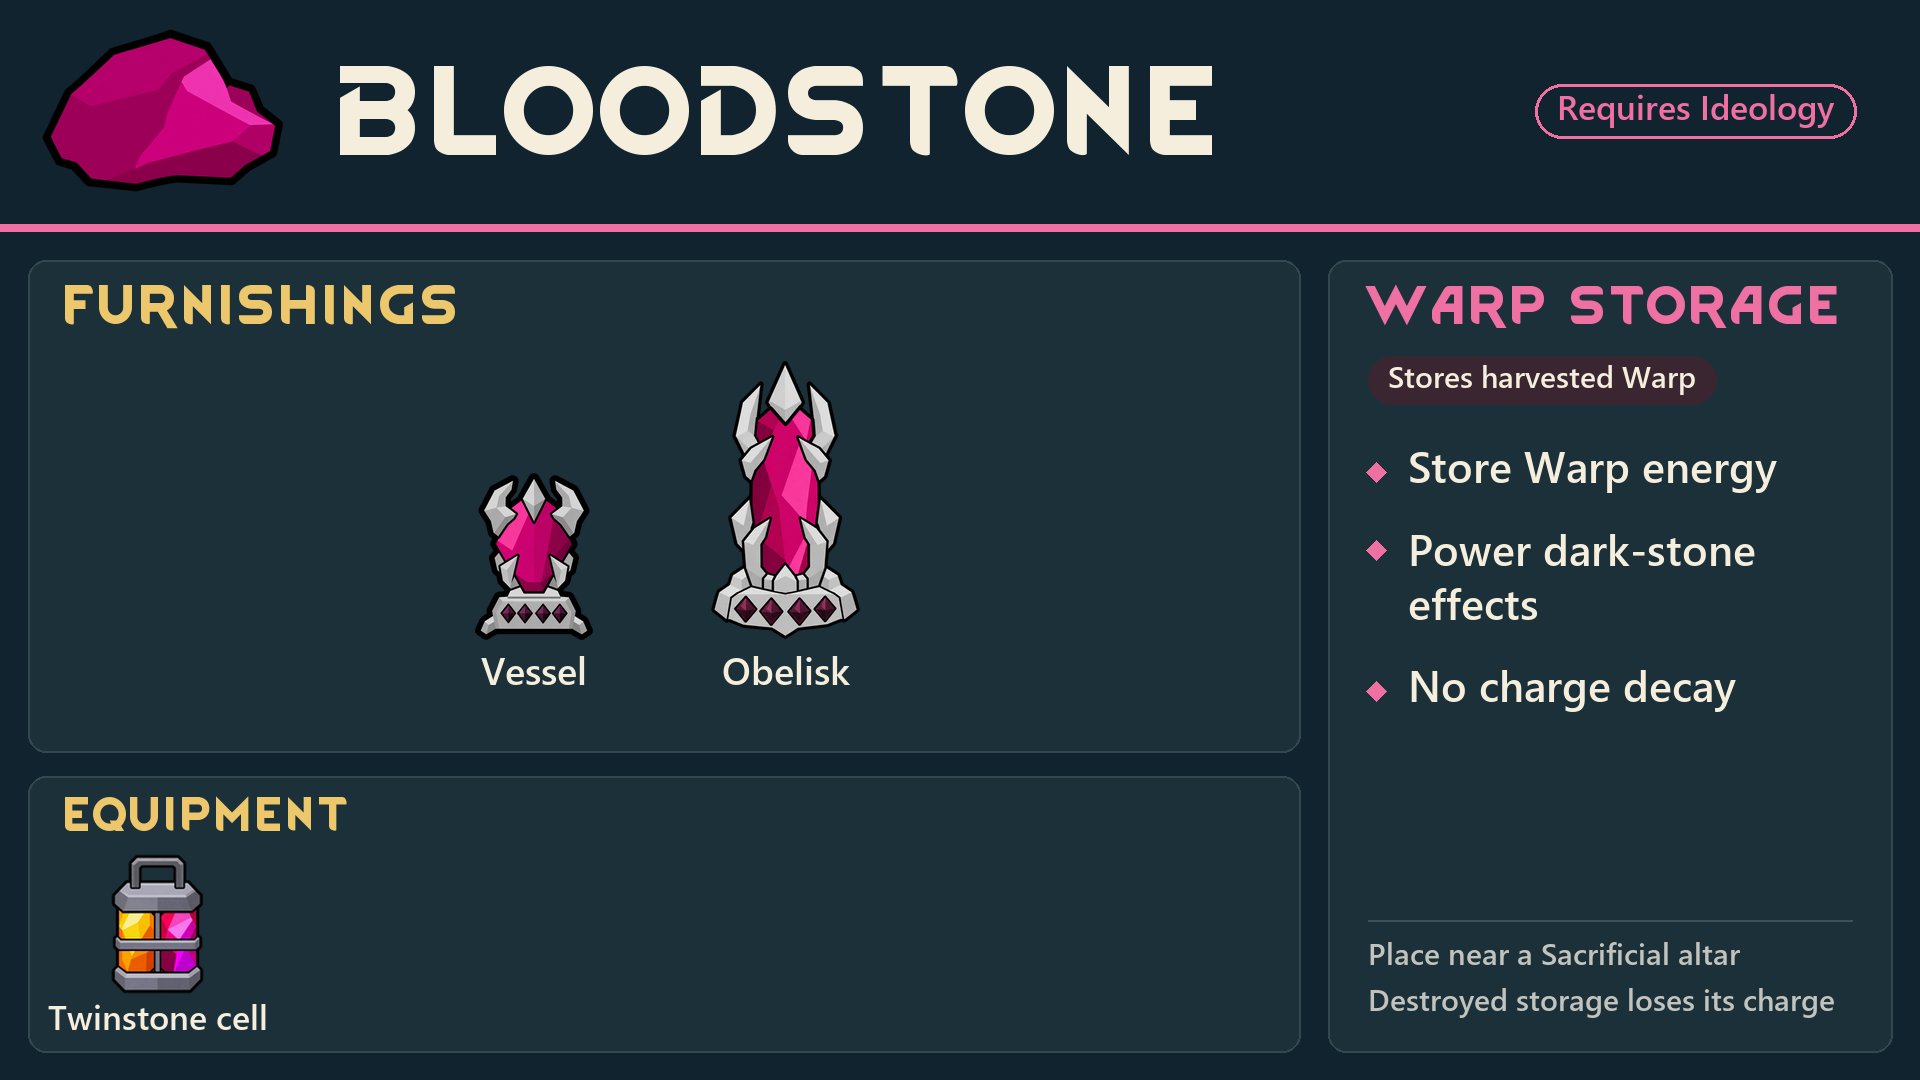 BLOODSTONE
Requires Ideology
FURNISHINGS
Vessel
Obelisk
EQUIPMENT
Twinstone cell
WARP STORAGE
Stores harvested Warp
Store Warp energy
Power dark-stone
effects
No charge decay
Place near a Sacrificial altar
Destroyed storage loses its charge